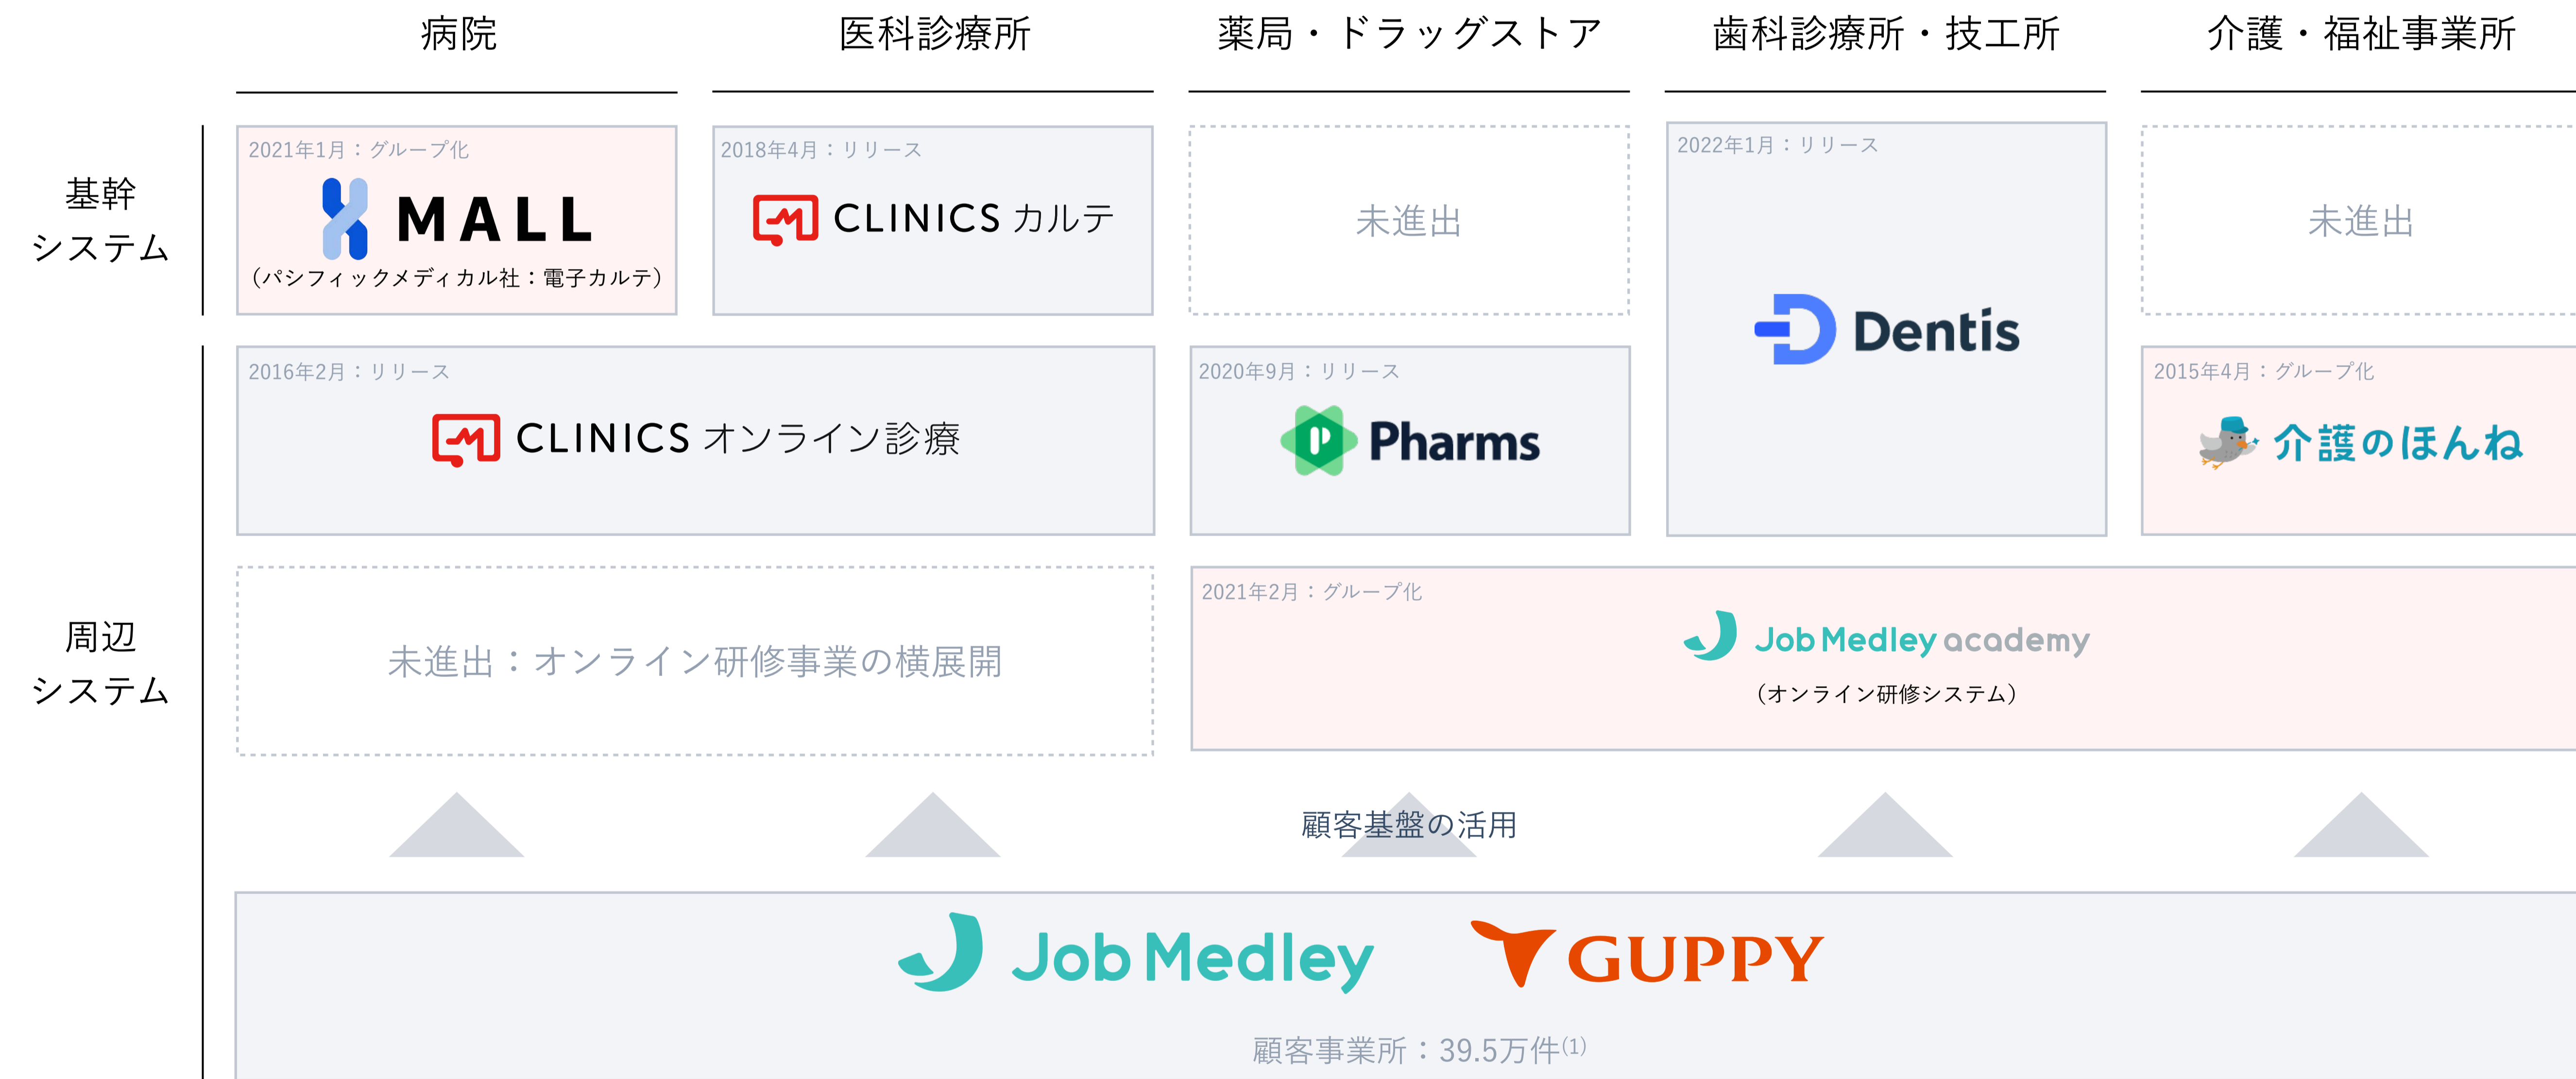 病院
医科診療所
薬局・ドラッグストア
歯科診療所・技工所
介護・福祉事業所
基幹
システム
2021年1月：グループ化
MALL
（パシフィックメディカル社：電子カルテ）
2018年4月：リリース
CLINICS カルテ
未進出
2022年1月：リリース
Dentis
未進出
周辺
システム
2016年2月：リリース
CLINICS オンライン診療
2020年9月：リリース
Pharms
2015年4月：グループ化
介護のほんね
未進出：オンライン研修事業の横展開
2021年2月：グループ化
Job Medley academy
（オンライン研修システム）
顧客基盤の活用
Job Medley
GUPPY
顧客事業所：39.5万件(1)